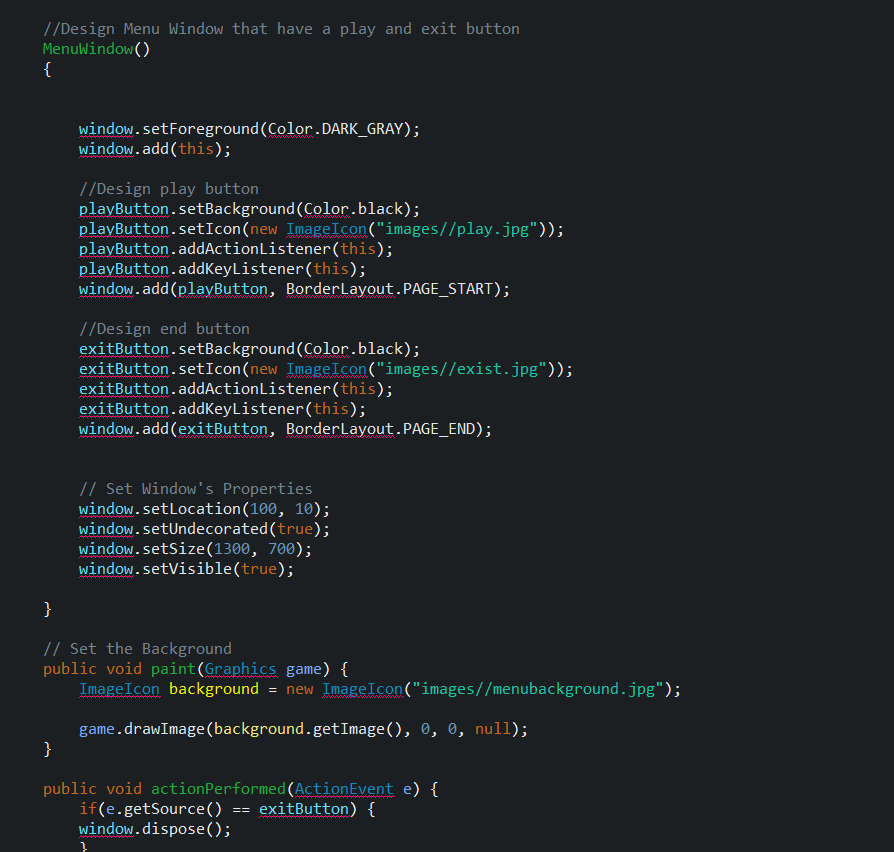 //Design Menu Window that have a play and exit button
MenuWindow()
{
window.setForeground(Color.DARK_GRAY);
window.add(this);
//Design play button
playButton.setBackground(Color.black);
playButton.setIcon(new ImageIcon("images//play.jpg"));
playButton.addActionListener(this);
playButton.addKeyListener(this);
window.add(playButton, BorderLayout.PAGE_START);
//Design end button
exitButton.setBackground(Color.black);
exitButton.setIcon(new ImageIcon("images//exist.jpg"));
exitButton.addActionListener(this);
exitButton.addKeyListener(this);
window.add(exitButton, BorderLayout.PAGE_END);
// Set Window's Properties
window.setLocation(100, 10);
window.setUndecorated(true);
window.setSize(1300, 700);
window.setVisible(true);
}
// Set the Background
public void paint(Graphics game) {
ImageIcon background = new ImageIcon("images//menubackground.jpg");
game.drawImage(background.getImage(), 0, 0, null);
}
public void actionPerformed(ActionEvent e) {
if(e.getSource() == exitButton) {
window.dispose();
}